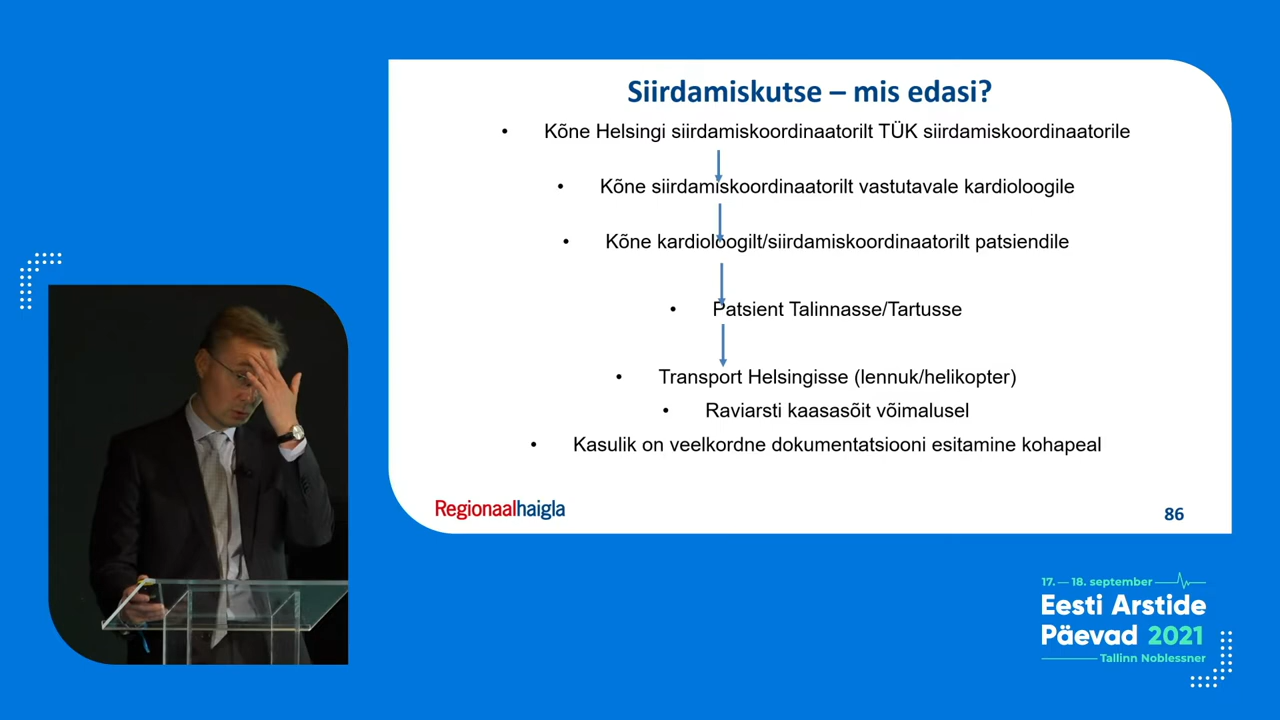 Siirdamiskutse – mis edasi?
• Kõne Helsingi siirdamiskoordinaatorilt TÜK siirdamiskoordinaatorile
• Kõne siirdamiskoordinaatorilt vastutavale kardioloogile
• Kõne kardioloogilt/siirdamiskoordinaatorilt patsiendile
• Patsient Talinnasse/Tartusse
• Transport Helsingisse (lennuk/helikopter)
• Raviarsti kaasasõit võimalusel
• Kasulik on veelkordne dokumentatsiooni esitamine kohapeal
Regionaalhaigla
86
17. — 18. september
Eesti Arstide
Päevad 2021
Tallinn Noblessner